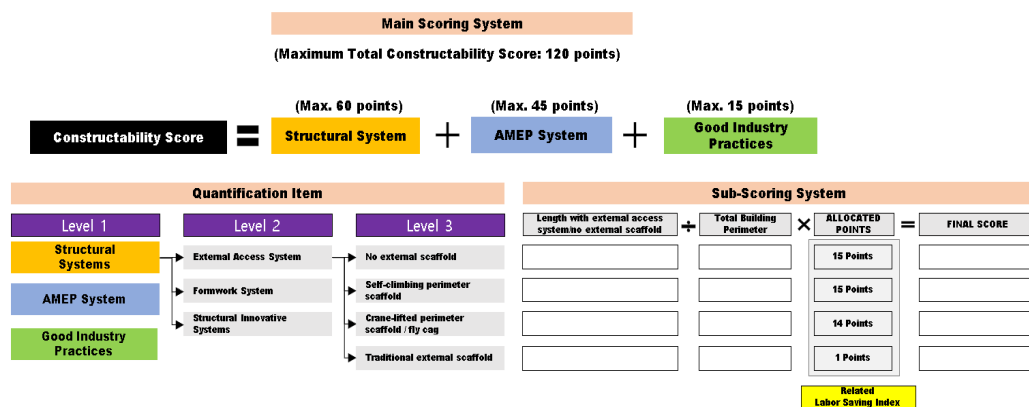 Main Scoring System
(Maximum Total Constructability Score: 120 points)
(Max. 60 points)
(Max. 45 points)
(Max. 15 points)
Constructability Score
=
Structural System
+
AMEP System
+
Good Industry
Practices
Quantification Item
Sub-Scoring System
Level 1
Level 2
Level 3
Length with external access
system/no external scaffold
÷
Total Building
Perimeter
×
ALLOCATED
POINTS
=
FINAL SCORE
Structural
Systems
External Access System
No external scaffold
15 Points
AMEP System
Formwork System
Self-climbing perimeter
scaffold
15 Points
Good Industry
Practices
Structural Innovative
Systems
Crane-lifted perimeter
scaffold / fly cag
14 Points
Traditional external scaffold
1 Points
Related
Labor Saving Index